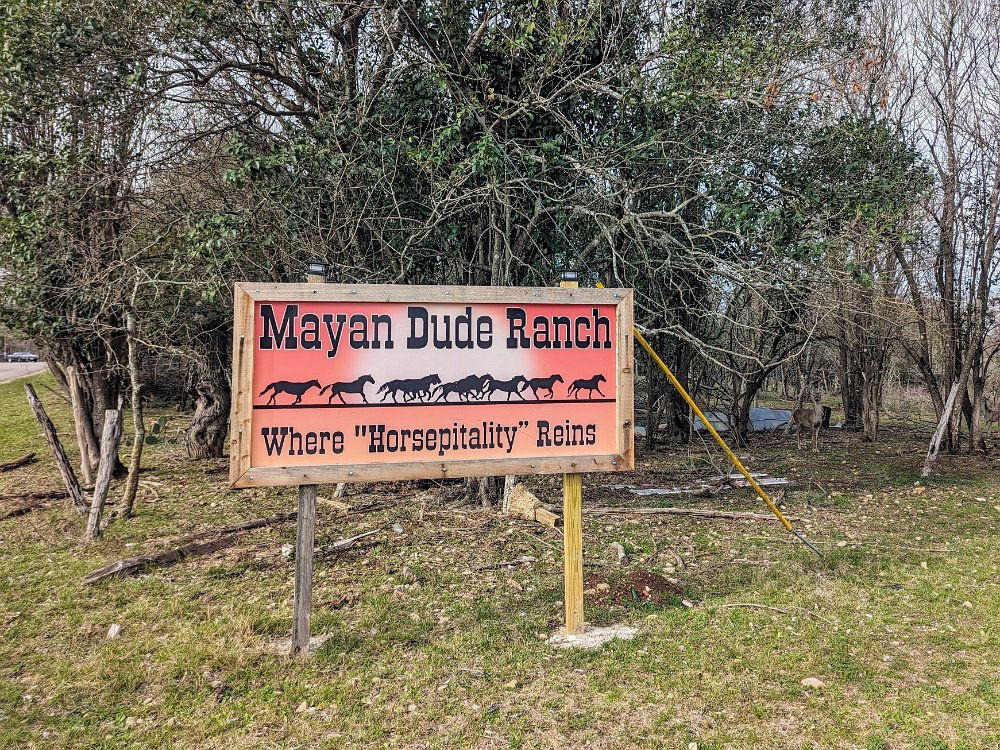 Mayan Dude Ranch
Where "Horsepitality" Reins